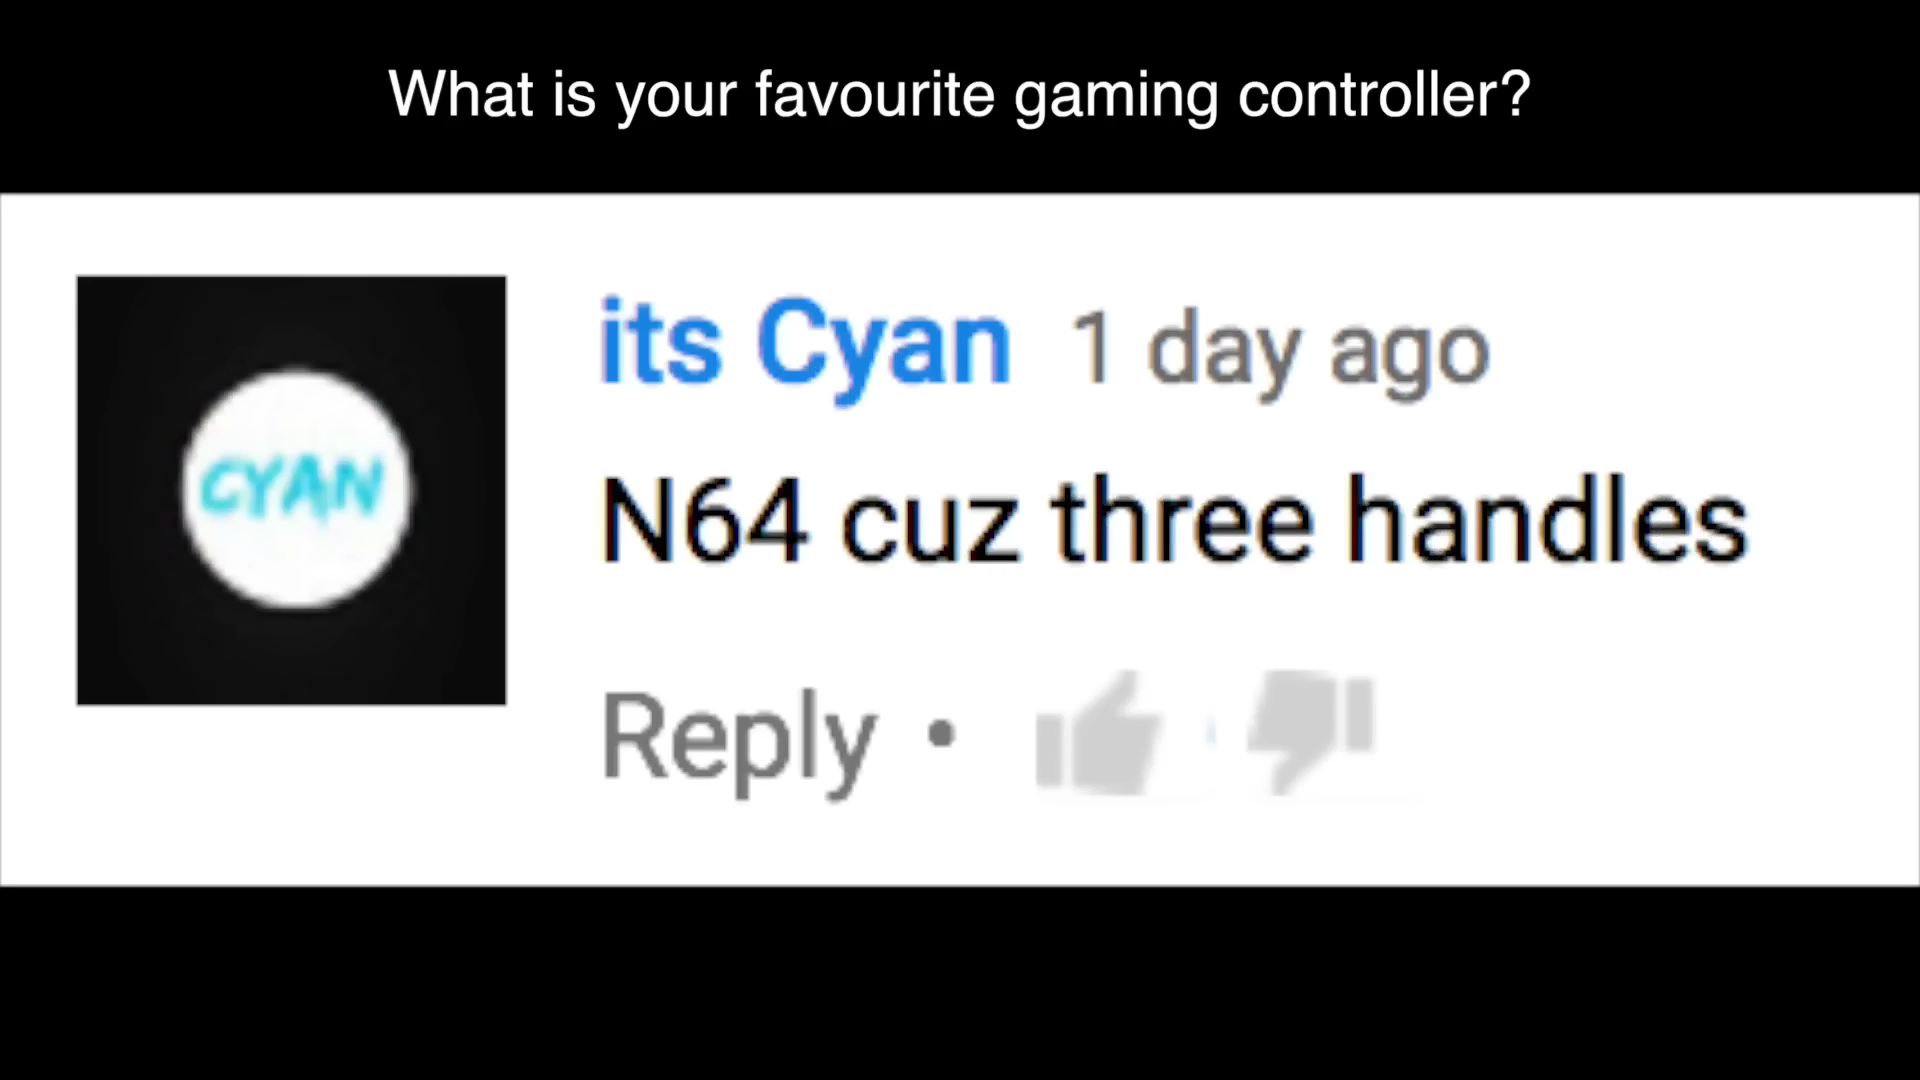 What is your favourite gaming controller?
CYAN
its Cyan 1 day ago
N64 cuz three handles
Reply •